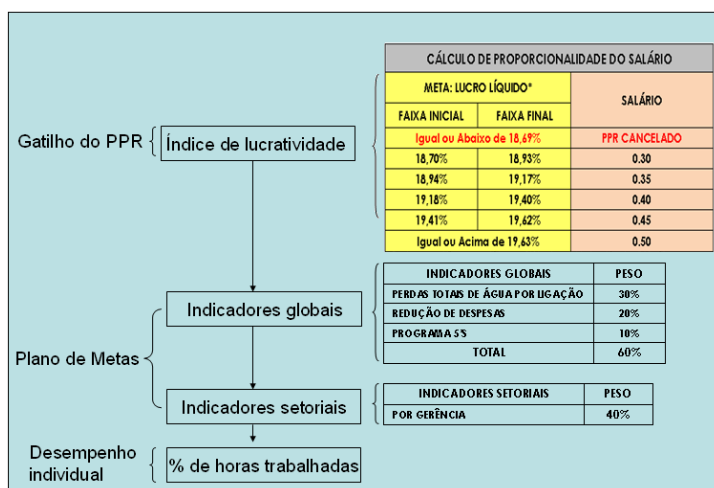 CÁLCULO DE PROPORCIONALIDADE DO SALÁRIO
META: LUCRO LÍQUIDO*
SALÁRIO
FAIXA INICIAL FAIXA FINAL
Igual ou Abaixo de 18,69% PPR CANCELADO
18,70% 18,93% 0.30
18,94% 19,17% 0.35
19,18% 19,40% 0.40
19,41% 19,62% 0.45
Igual ou Acima de 19,63% 0.50
Gatilho do PPR
Índice de lucratividade
Indicadores globais
INDICADORES GLOBAIS PESO
PERDAS TOTAIS DE ÁGUA POR LIGAÇÃO 30%
REDUÇÃO DE DESPESAS 20%
PROGRAMA 5'S 10%
TOTAL 60%
Plano de Metas
Indicadores setoriais
INDICADORES SETORIAIS PESO
POR GERÊNCIA 40%
Desempenho
individual
% de horas trabalhadas